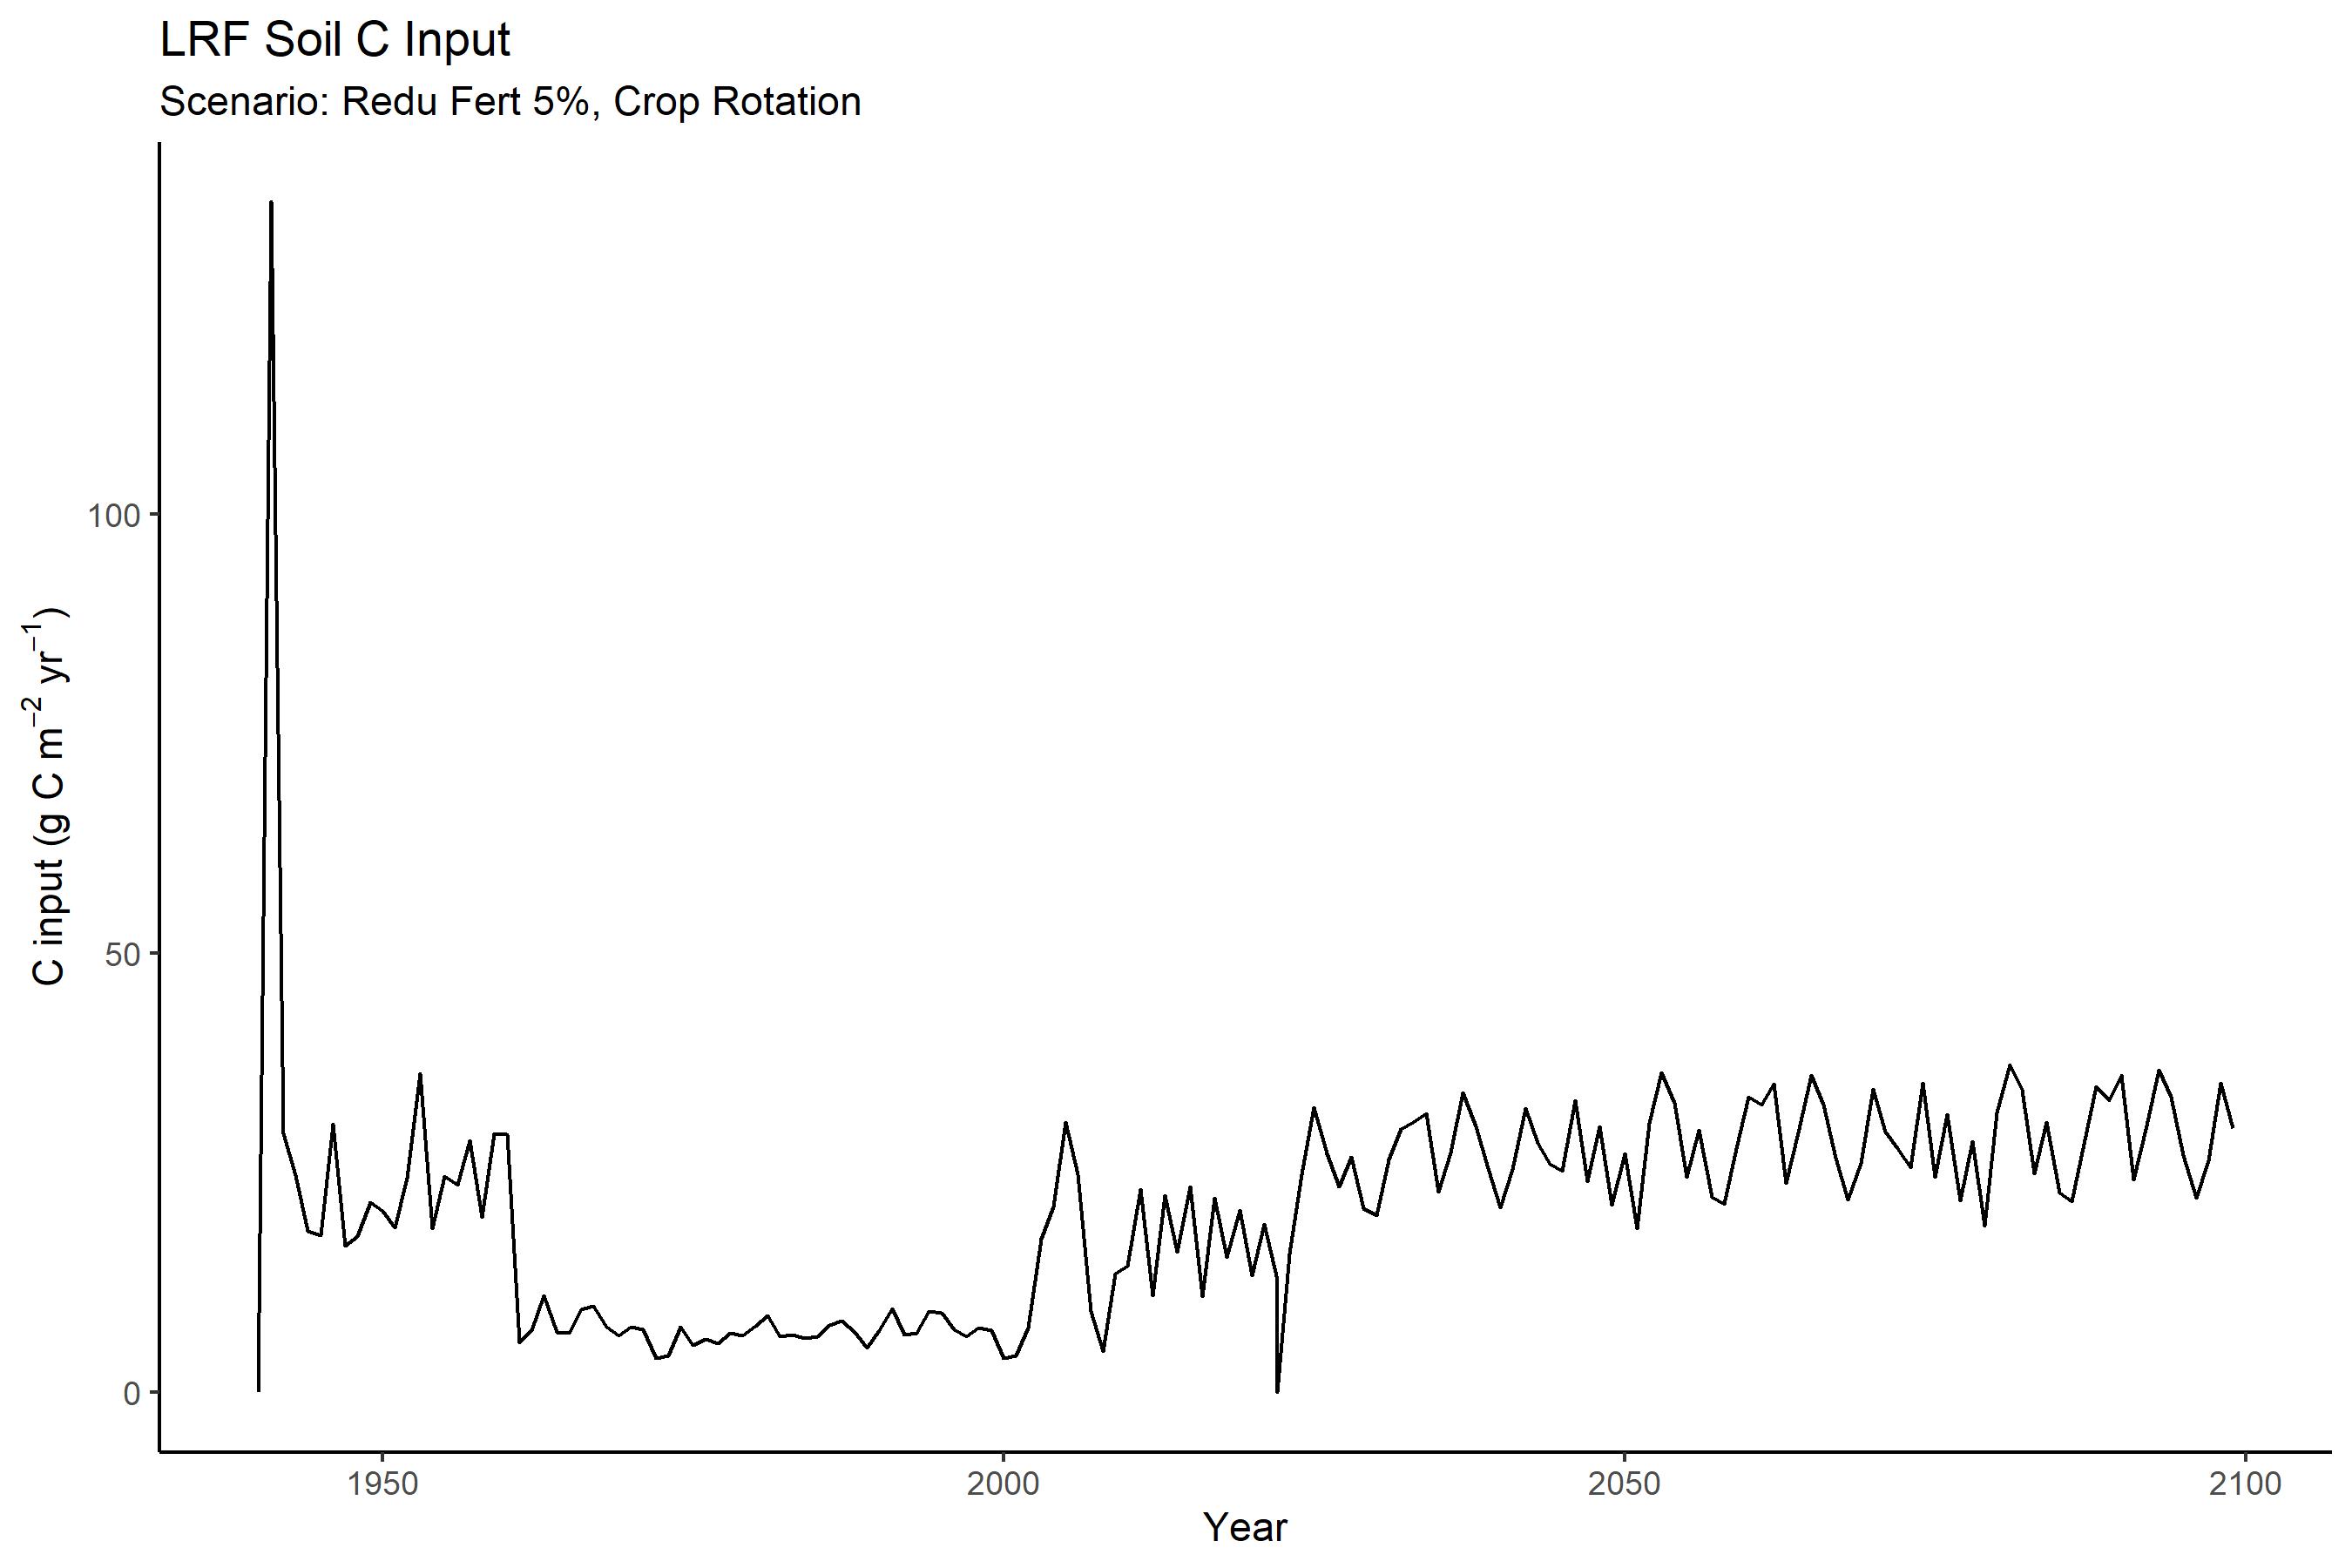 LRF Soil C Input
Scenario: Redu Fert 5%, Crop Rotation
C input (g C m⁻² yr⁻¹)
100
50
0
1950 2000 2050 2100
Year